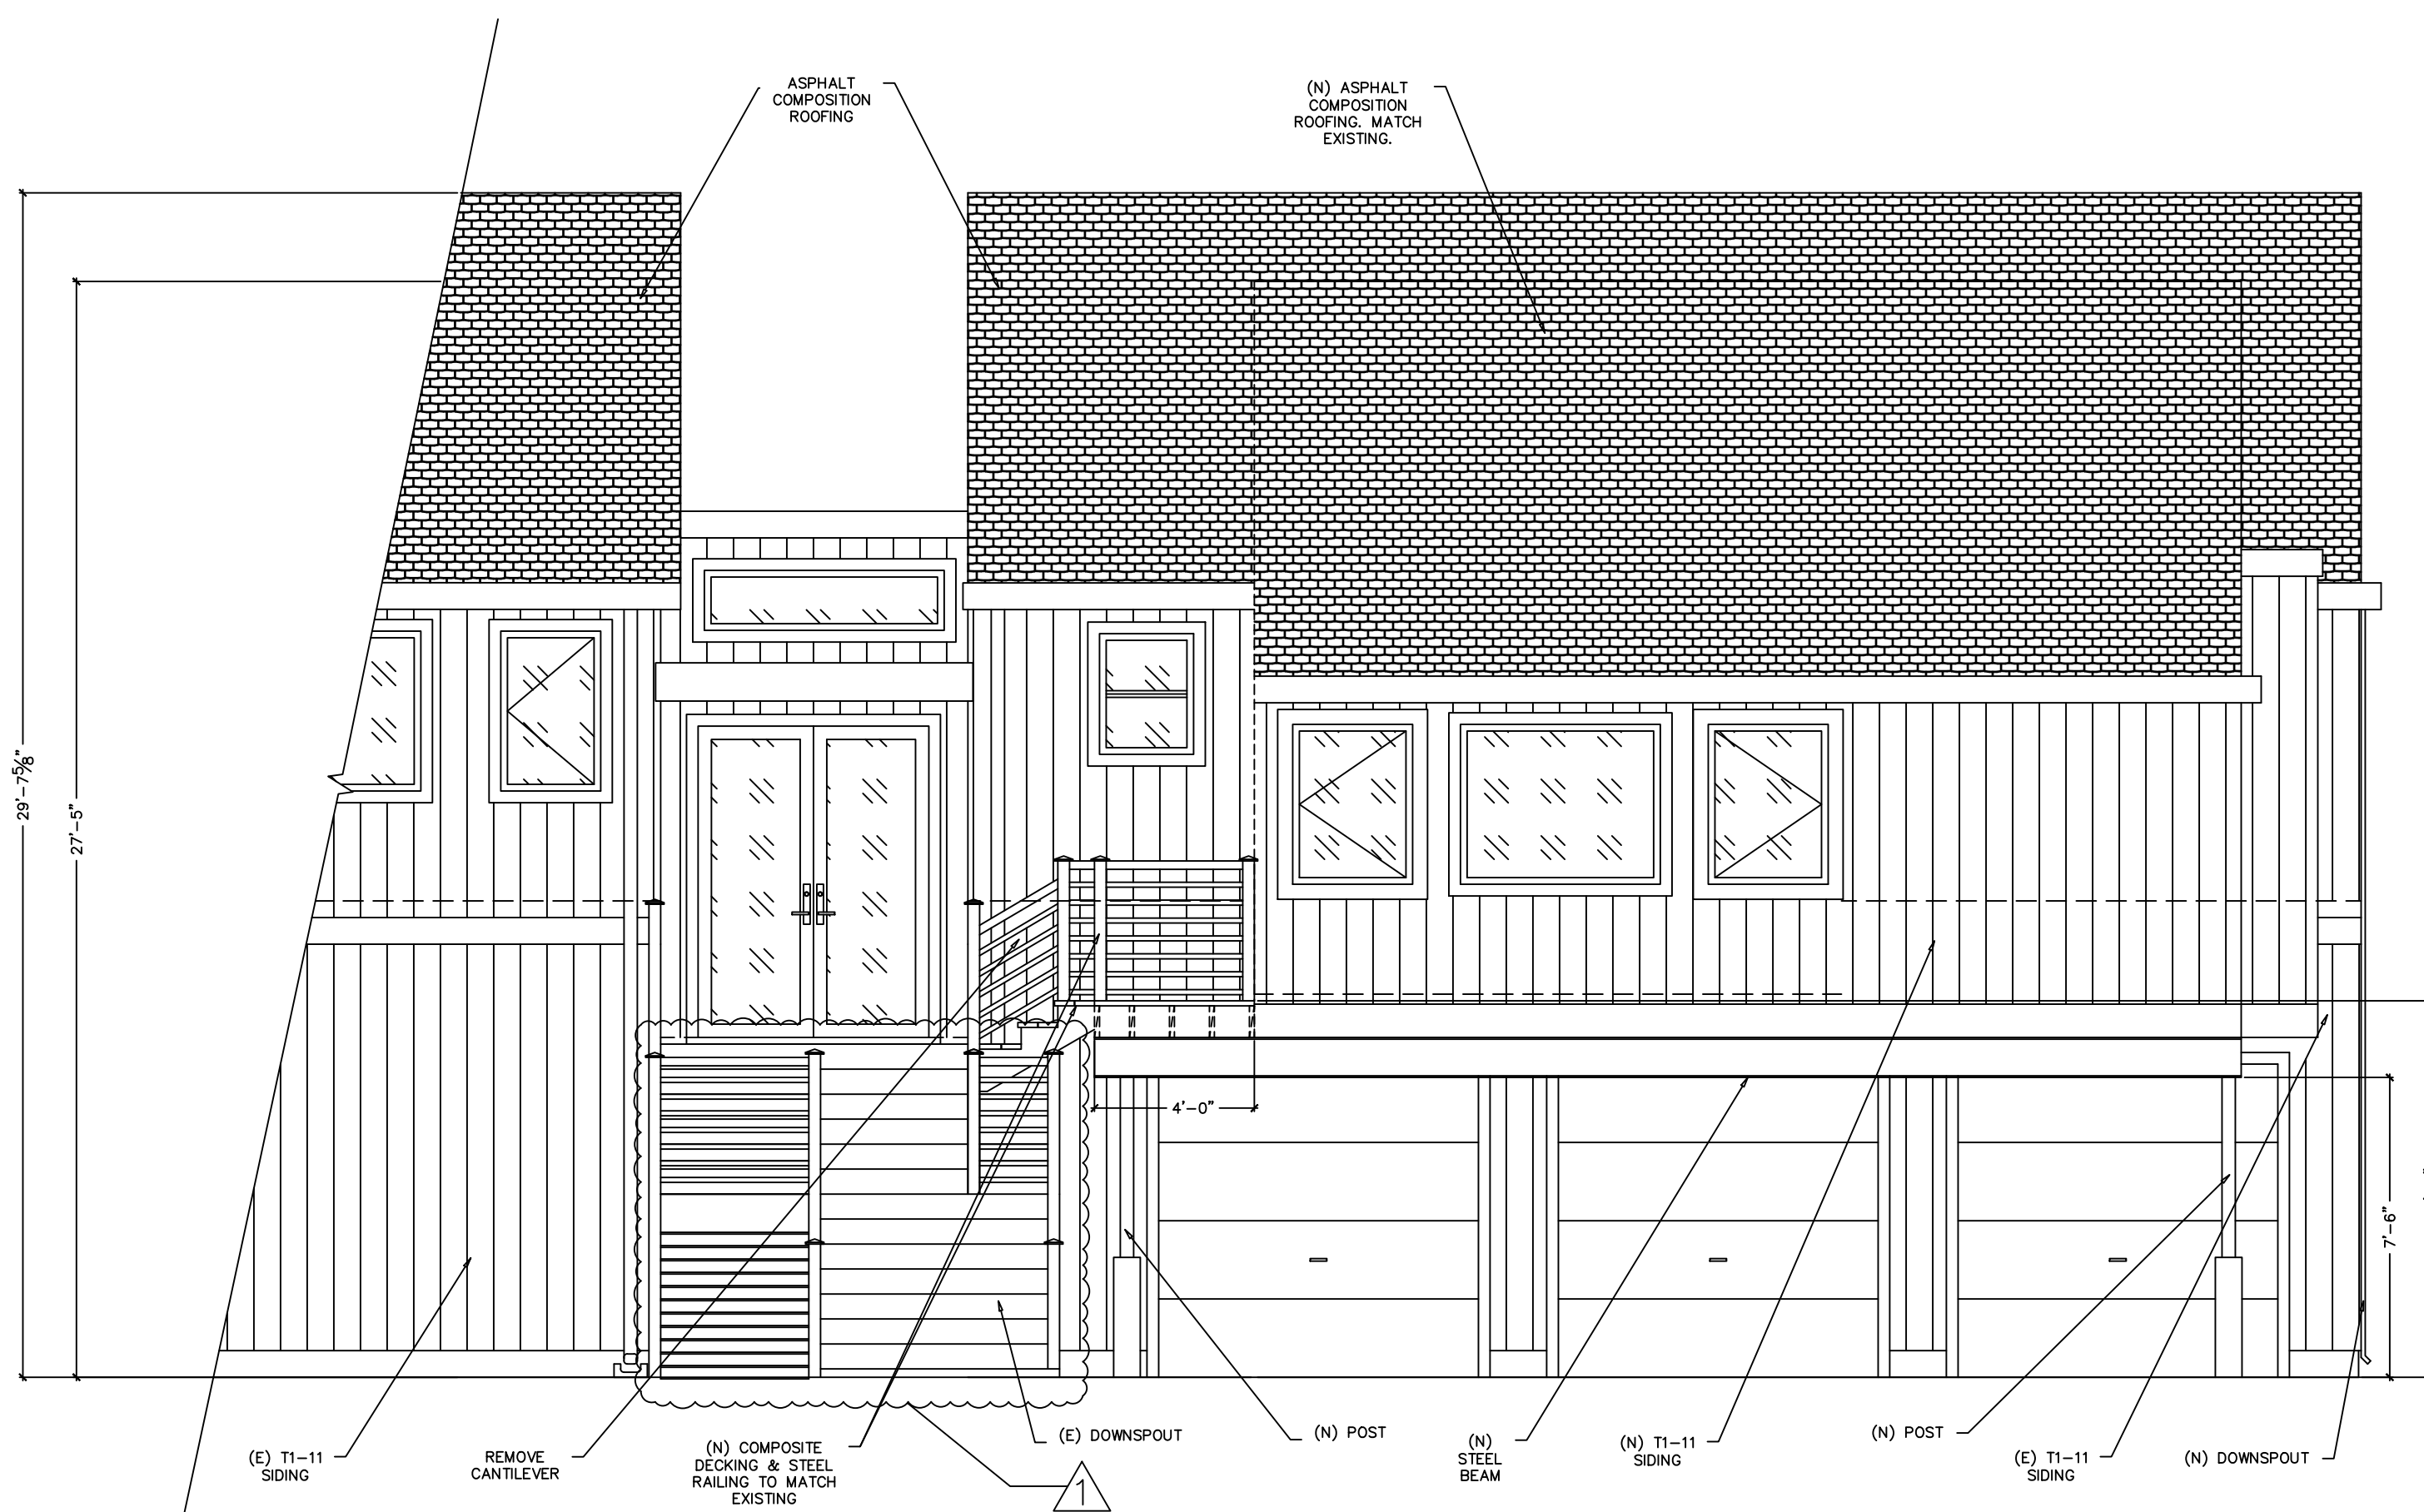 ASPHALT
COMPOSITION
ROOFING
(N) ASPHALT
COMPOSITION
ROOFING. MATCH
EXISTING.
29'-7 5/8"
27'-5"
4'-0"
7'-6"
(E) T1-11
SIDING
REMOVE
CANTILEVER
(N) COMPOSITE
DECKING & STEEL
RAILING TO MATCH
EXISTING
1
(E) DOWNSPOUT
(N) POST
(N)
STEEL
BEAM
(N) T1-11
SIDING
(N) POST
(E) T1-11
SIDING
(N) DOWNSPOUT